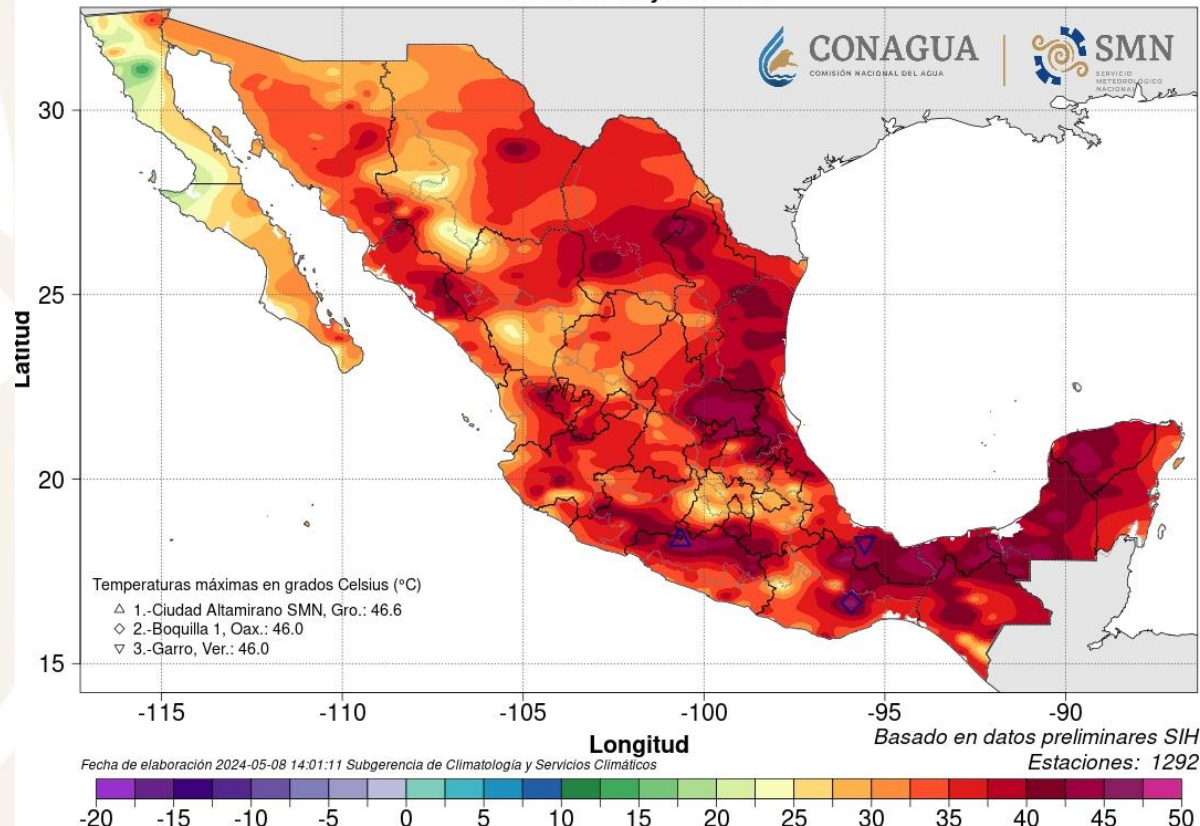 CONAGUA
COMISIÓN NACIONAL DEL AGUA
SMN
SERVICIO
METEOROLÓGICO
NACIONAL
30
25
20
15
Latitud
Temperaturas máximas en grados Celsius (°C)
△ 1.-Ciudad Altamirano SMN, Gro.: 46.6
◇ 2.-Boquilla 1, Oax.: 46.0
▽ 3.-Garro, Ver.: 46.0
-115 -110 -105 -100 -95 -90
Longitud
Basado en datos preliminares SIH
Fecha de elaboración 2024-05-08 14:01:11 Subgerencia de Climatología y Servicios Climáticos
Estaciones: 1292
-20 -15 -10 -5 0 5 10 15 20 25 30 35 40 45 50